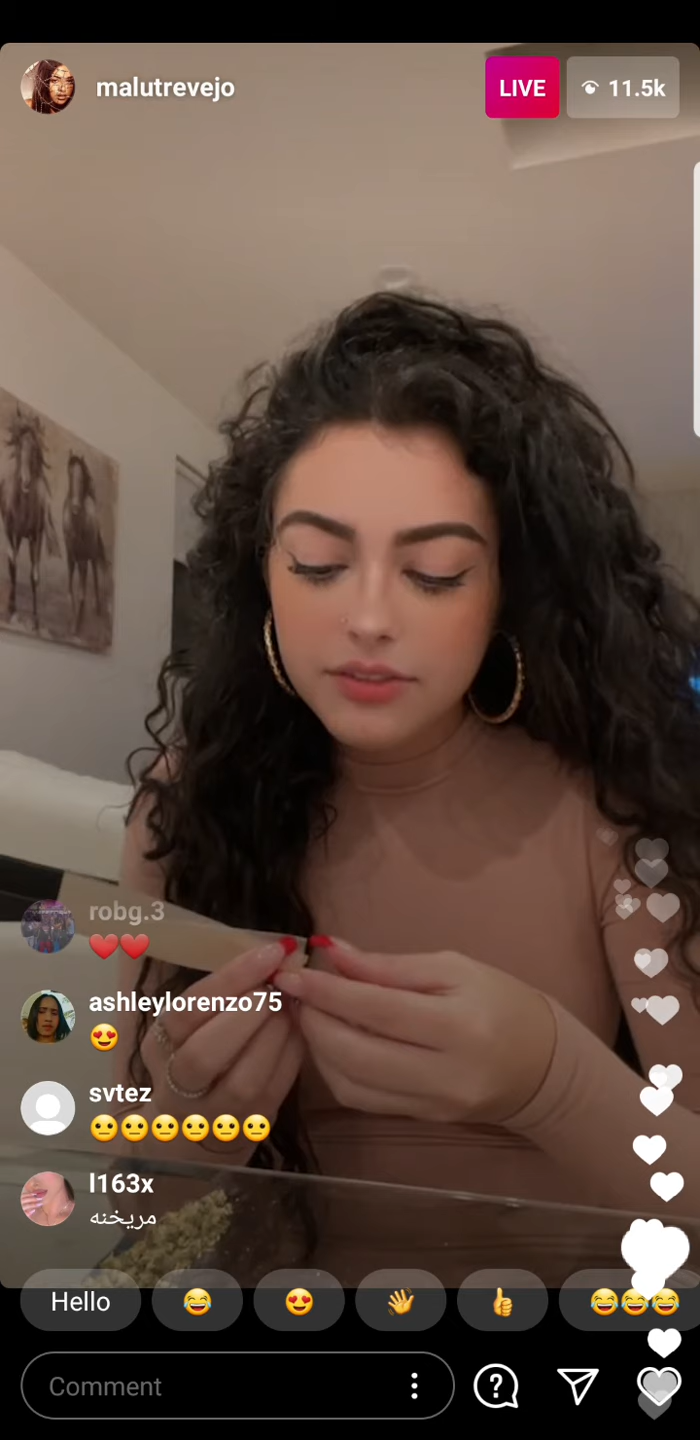 malutrevejo
LIVE
11.5k
robg.3
❤️❤️
ashleylorenzo75
😍
svtez
😐😐😐😐😐😐
l163x
مريخنه
Hello 😂 😍 👋 👍 😂😂😂
Comment